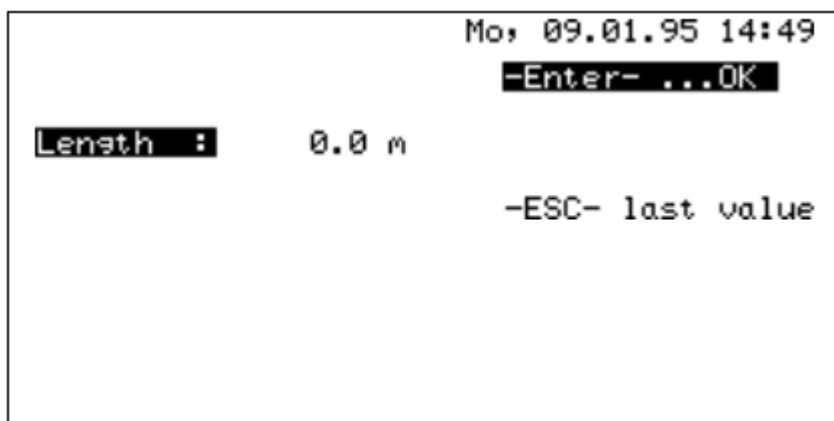 Mo, 09.01.95 14:49
-Enter- ...OK
Length : 0.0 m
-ESC- last value